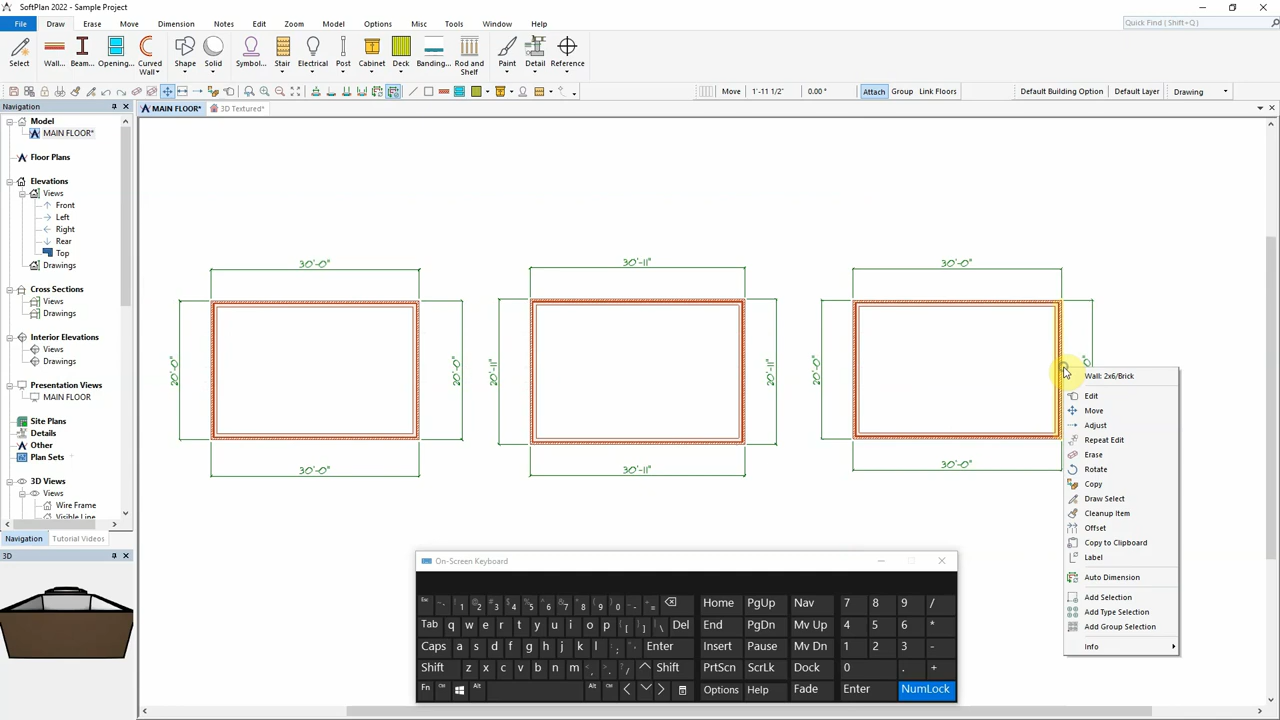 SoftPlan 2022 - Sample Project
File Draw Erase Move Dimension Notes Edit Zoom Model Options Misc Tools Window Help
Quick Find (Shift+Q)
Select Wall... Beam... Opening... Curved Wall Shape Solid Symbol... Stair Electrical Post Cabinet Deck Banding... Rod and Shelf Paint Detail Reference
Move 1'-11 1/2" 0.00 ° Attach Group Link Floors Default Building Option Default Layer Drawing
Navigation
MAIN FLOOR*
3D Textured*
Model
MAIN FLOOR*
Floor Plans
Elevations
Views
Front
Left
Right
Rear
Top
Drawings
Cross Sections
Views
Drawings
Interior Elevations
Views
Drawings
Presentation Views
MAIN FLOOR
Site Plans
Details
Other
Plan Sets
3D Views
Views
Wire Frame
Visible Line
Navigation Tutorial Videos
3D
30'-0"
20'-0"
20'-0"
30'-0"
30'-11"
20'-11"
20'-11"
30'-11"
30'-0"
20'-0"
30'-0"
Wall: 2x6/Brick
Edit
Move
Adjust
Repeat Edit
Erase
Rotate
Copy
Draw Select
Cleanup Item
Offset
Copy to Clipboard
Label
Auto Dimension
Add Selection
Add Type Selection
Add Group Selection
Info
On-Screen Keyboard
Esc 1 2 3 4 5 6 7 8 9 0 - = Home PgUp Nav 7 8 9 /
Tab q w e r t y u i o p [ ] \ Del End PgDn Mv Up 4 5 6 *
Caps a s d f g h j k l ; ' Enter Insert Pause Mv Dn 1 2 3 -
Shift z x c v b n m , . / Shift PrtScn ScrLk Dock 0 . +
Fn Ctrl Alt Alt Ctrl Options Help Fade Enter NumLock